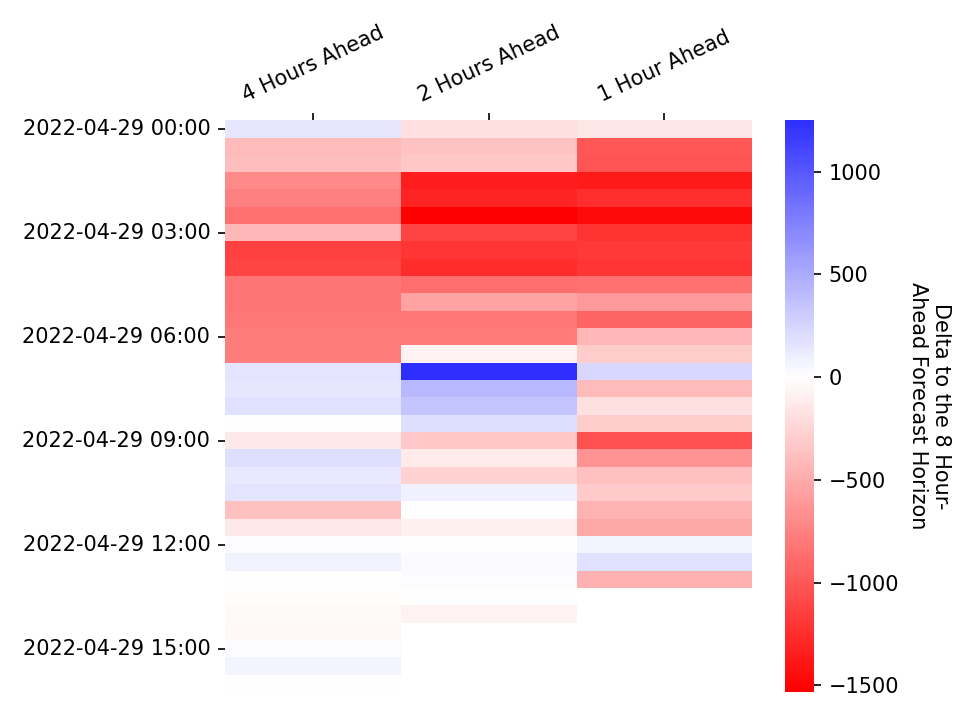 4 Hours Ahead
2 Hours Ahead
1 Hour Ahead
2022-04-29 00:00
2022-04-29 03:00
2022-04-29 06:00
2022-04-29 09:00
2022-04-29 12:00
2022-04-29 15:00
1000
500
0
−500
−1000
−1500
Delta to the 8 Hour-
Ahead Forecast Horizon